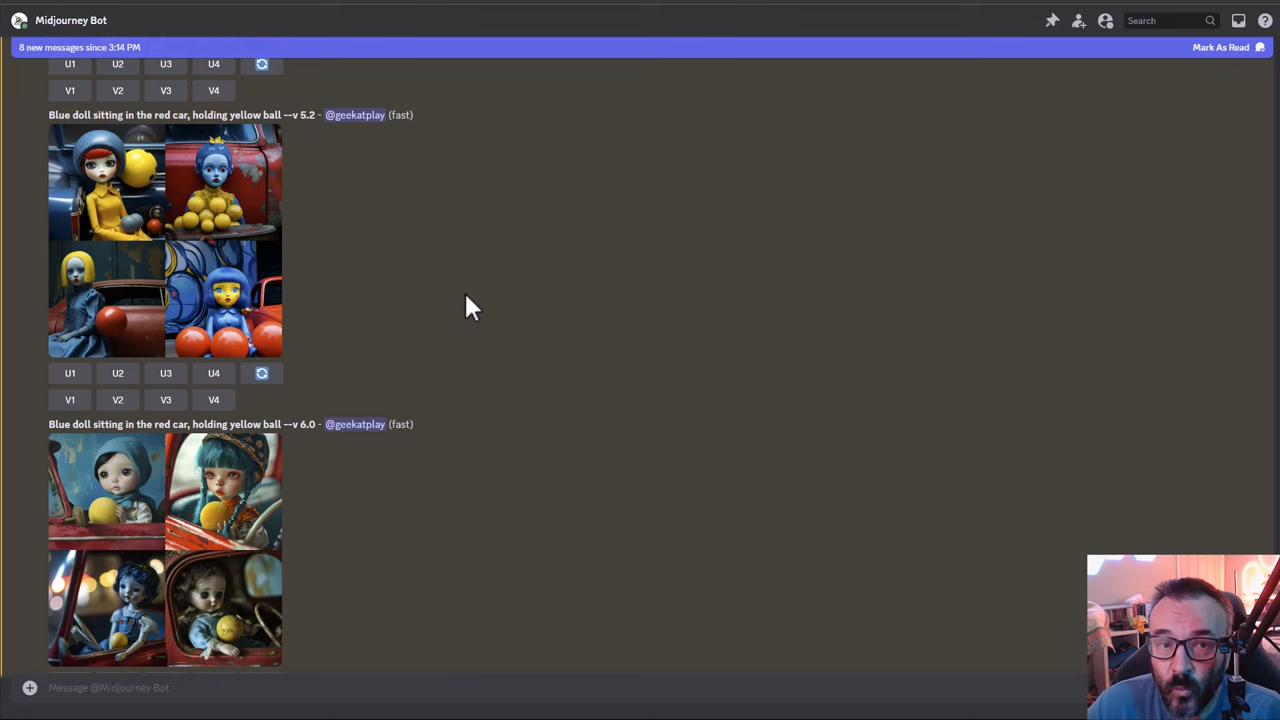 Midjourney Bot
Search
8 new messages since 3:14 PM
Mark As Read
U1 U2 U3 U4
V1 V2 V3 V4
Blue doll sitting in the red car, holding yellow ball --v 5.2 - @geekatplay (fast)
U1 U2 U3 U4
V1 V2 V3 V4
Blue doll sitting in the red car, holding yellow ball --v 6.0 - @geekatplay (fast)
Message @Midjourney Bot